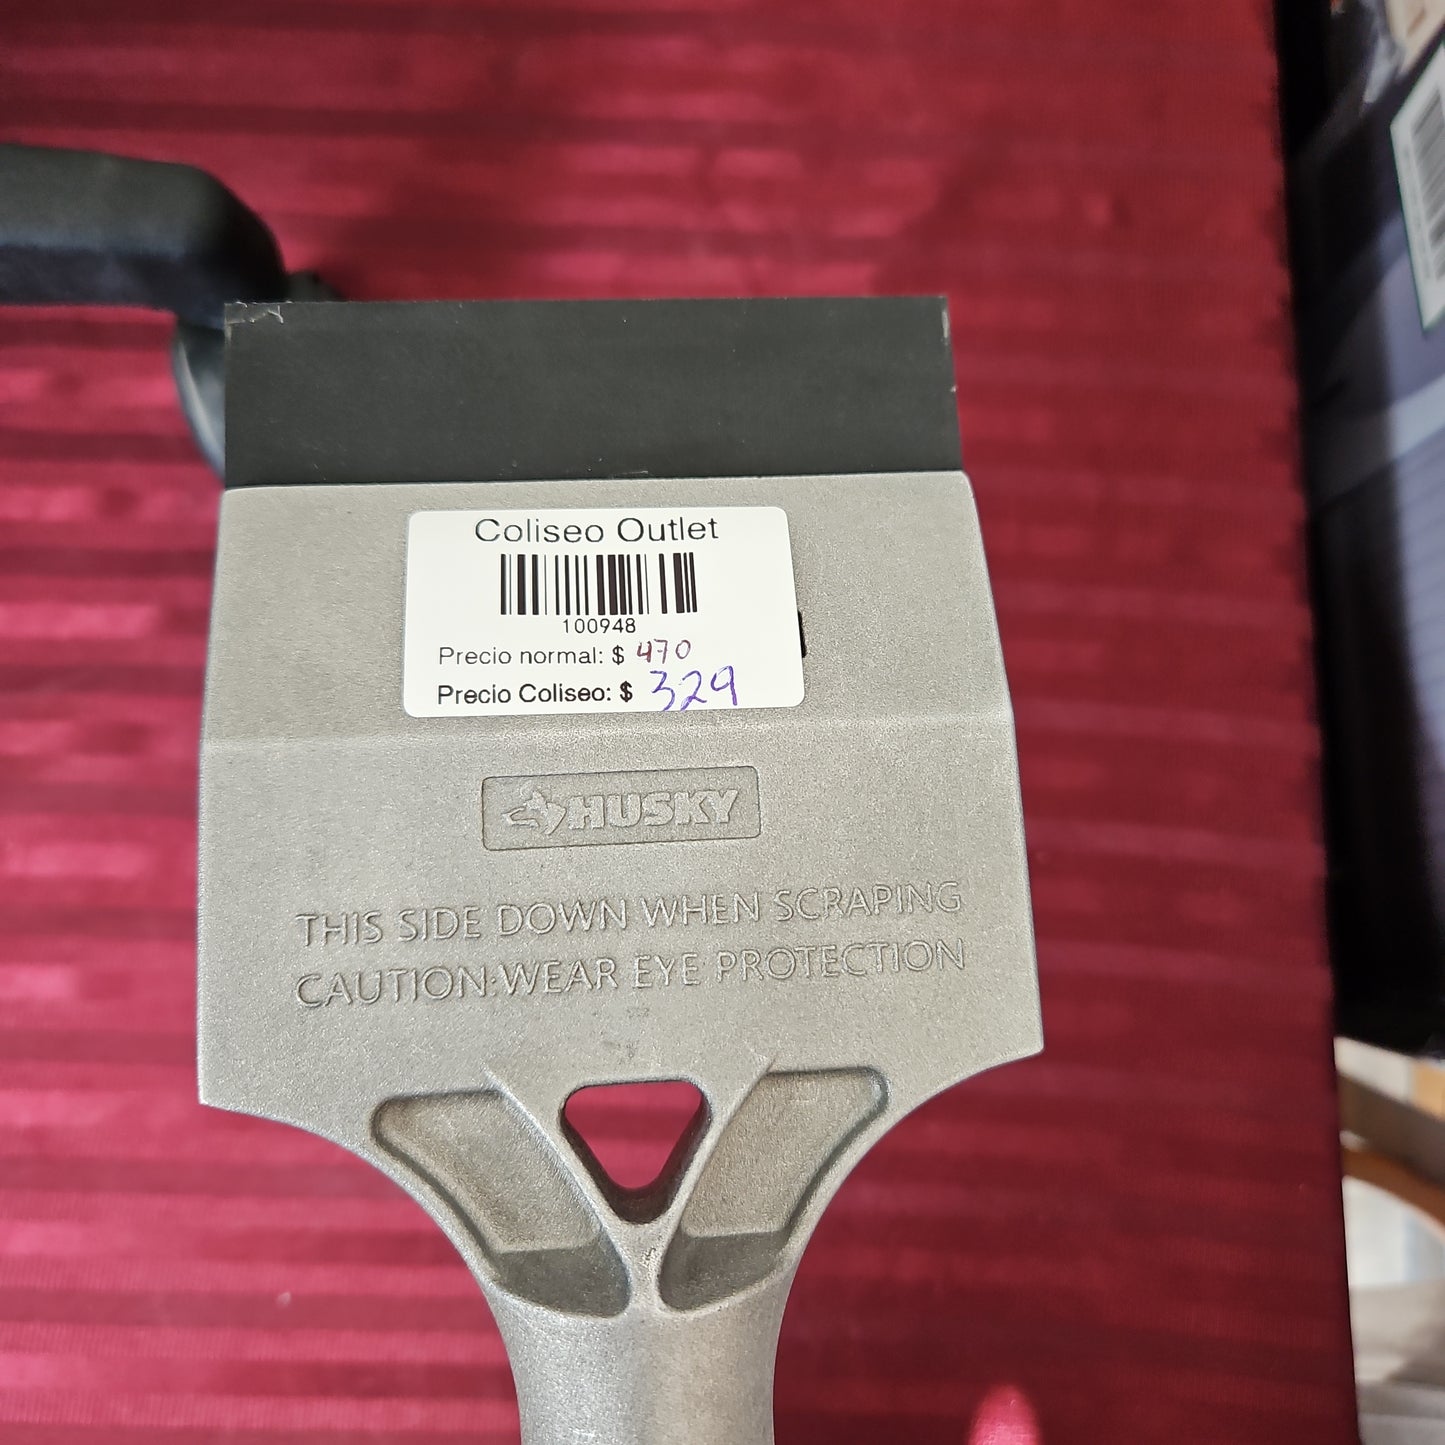 Coliseo Outlet
100948
Precio normal: $ 470
Precio Coliseo: $ 329
HUSKY
THIS SIDE DOWN WHEN SCRAPING
CAUTION:WEAR EYE PROTECTION